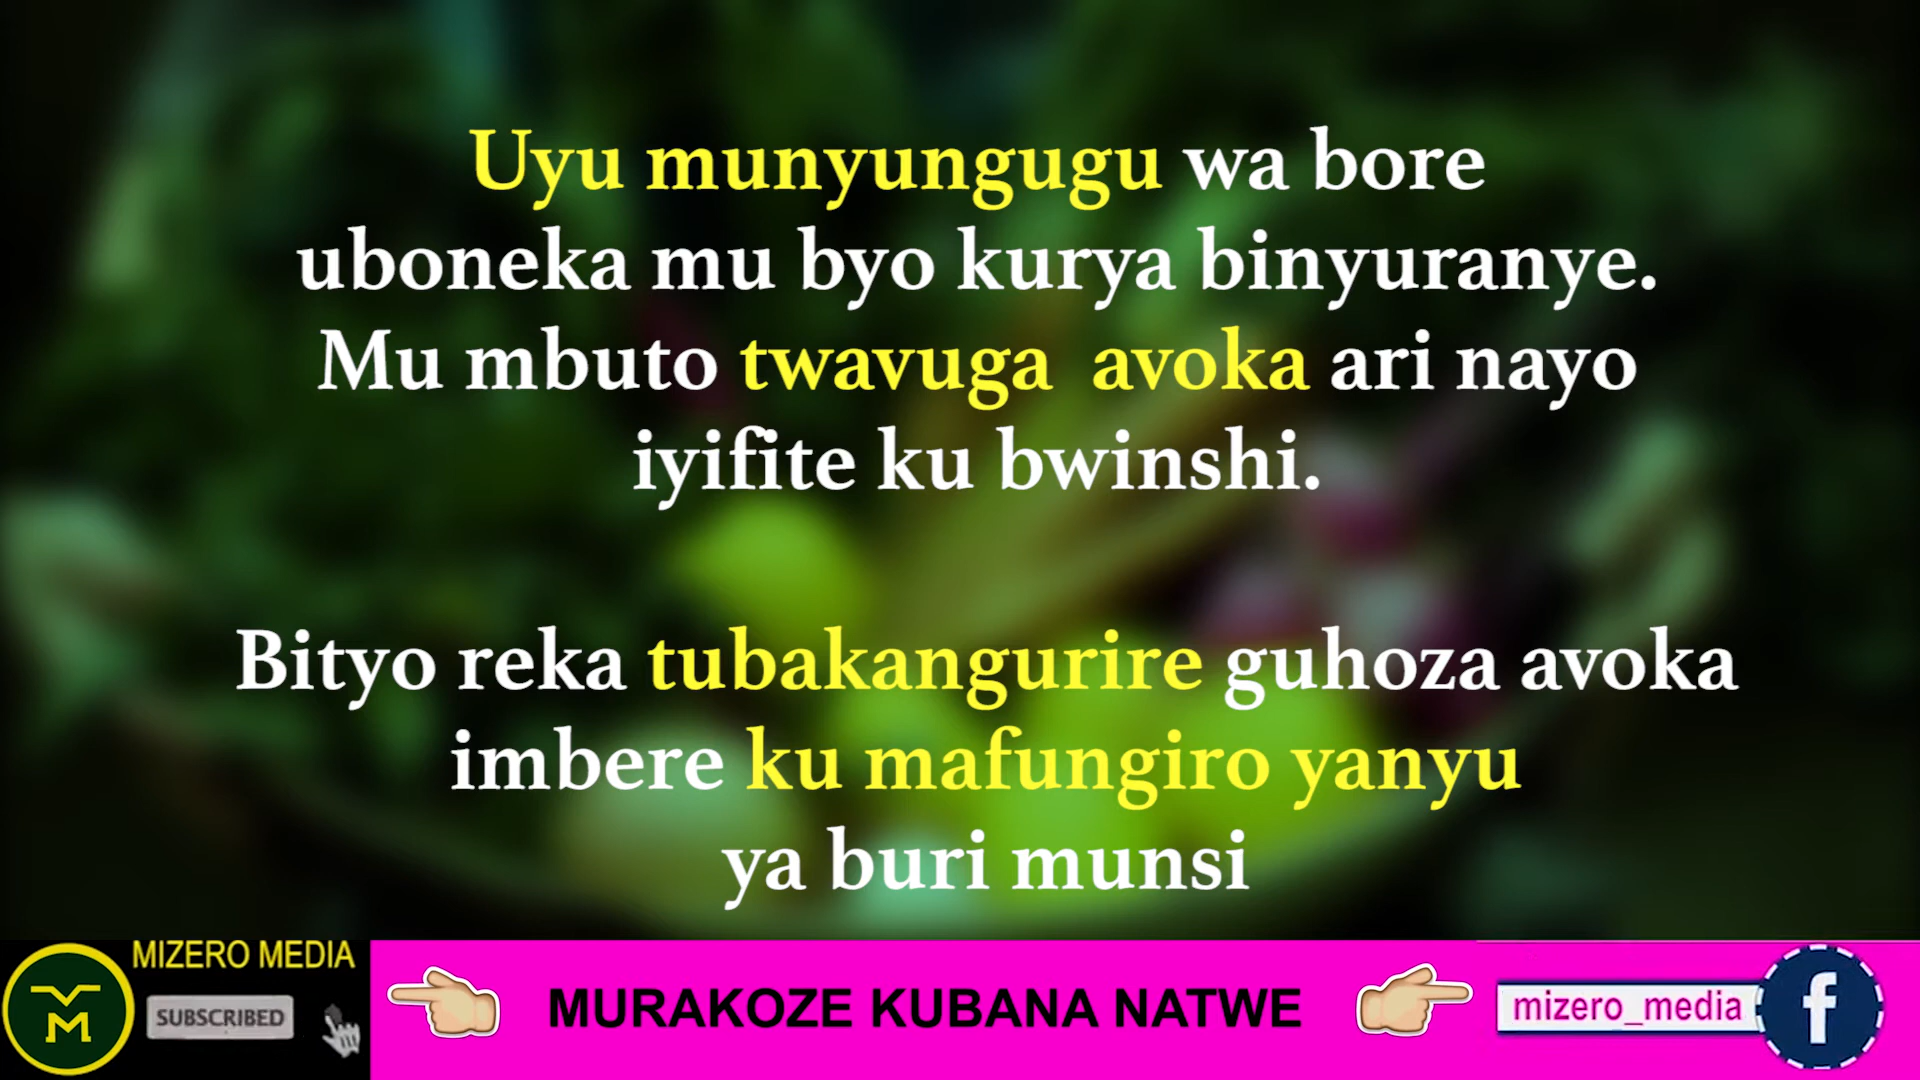 Uyu munyungugu wa bore
uboneka mu byo kurya binyuranye.
Mu mbuto twavuga avoka ari nayo
iyifite ku bwinshi.
Bityo reka tubakangurire guhoza avoka
imbere ku mafungiro yanyu
ya buri munsi
MIZERO MEDIA
M
SUBSCRIBED
MURAKOZE KUBANA NATWE
mizero_media
f